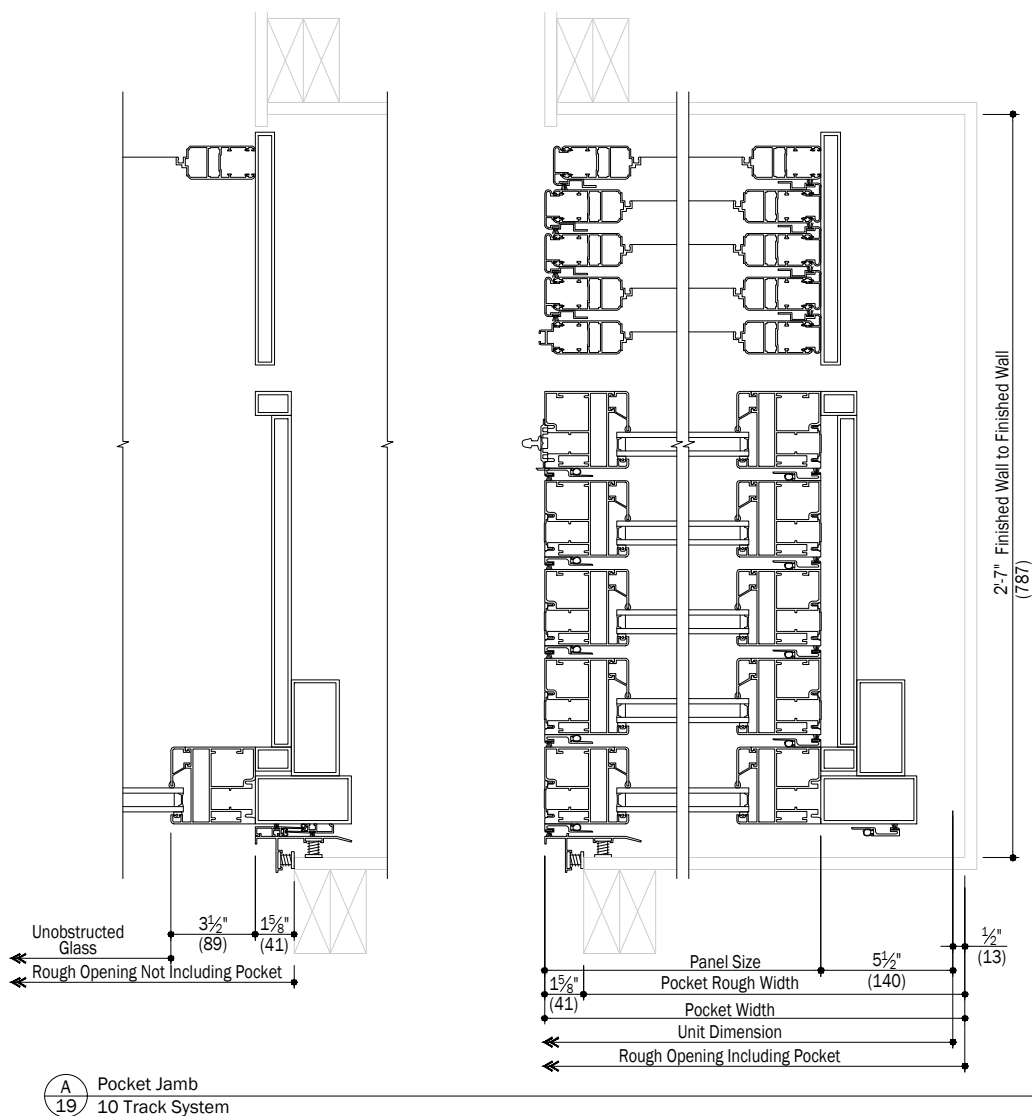 2'-7" Finished Wall to Finished Wall
(787)
Unobstructed
Glass
3½"
(89)
1⅝"
(41)
Rough Opening Not Including Pocket
Panel Size
5½"
(140)
½"
(13)
1⅝"
(41)
Pocket Rough Width
Pocket Width
Unit Dimension
Rough Opening Including Pocket
A
19
Pocket Jamb
10 Track System